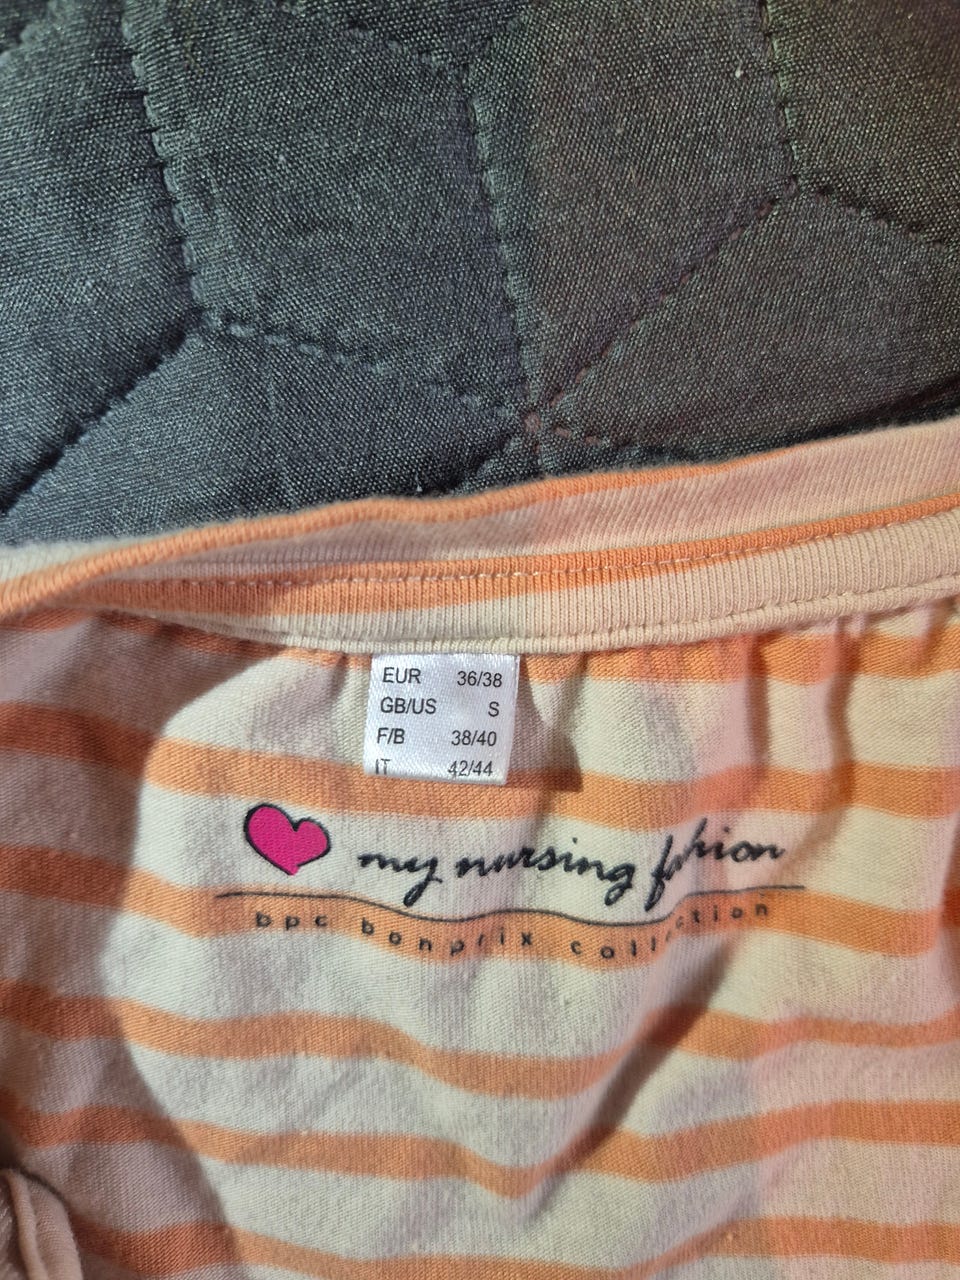 EUR 36/38
GB/US S
F/B 38/40
IT 42/44
my nursing fashion
bpc bonprix collection